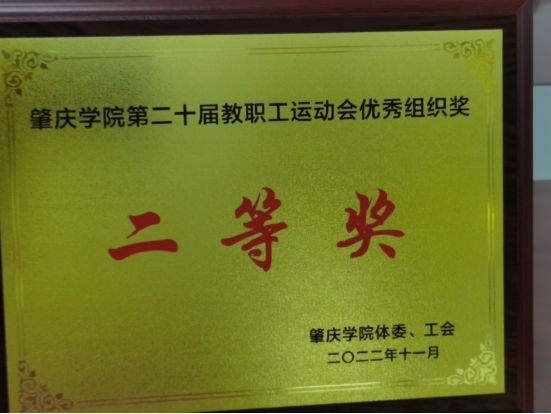 肇庆学院第二十届教职工运动会优秀组织奖
二等奖
肇庆学院体委、工会
二〇二二年十一月